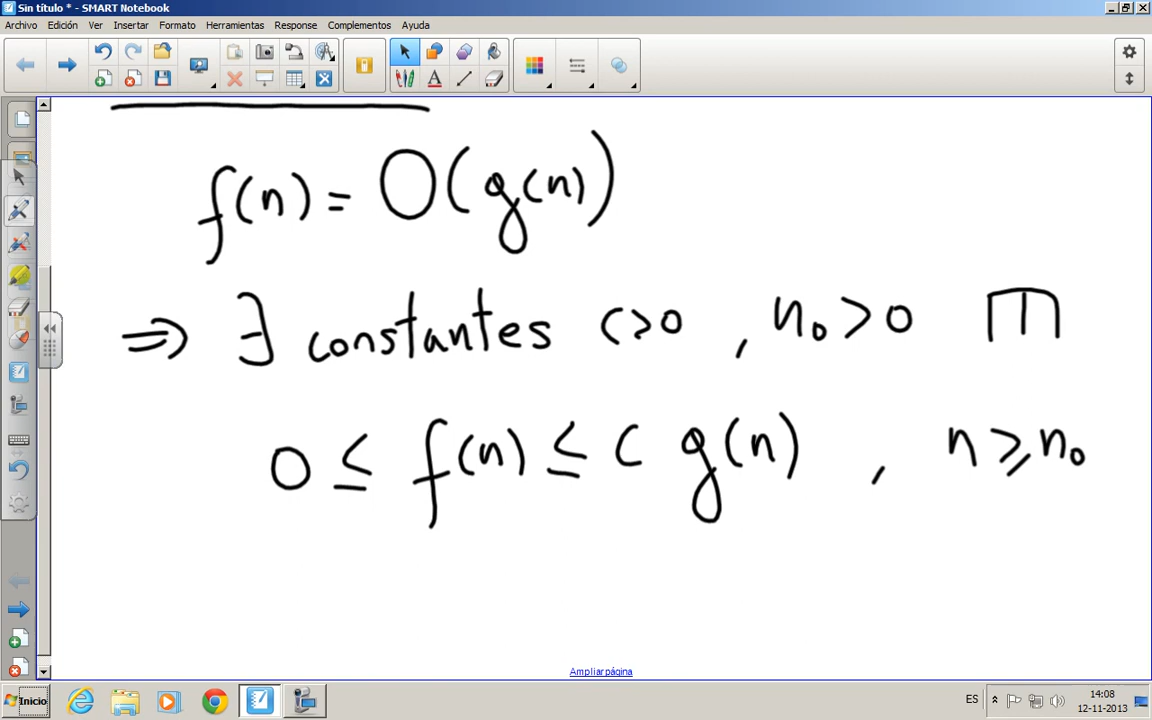 Sin título * - SMART Notebook
Archivo Edición Ver Insertar Formato Herramientas Response Complementos Ayuda
f(n) = O(g(n))
⇒ ∃ constantes c>0 , n₀>0 m
0 ≤ f(n) ≤ c g(n) , n ≥ n₀
Ampliar página
Inicio
ES
14:08
12-11-2013